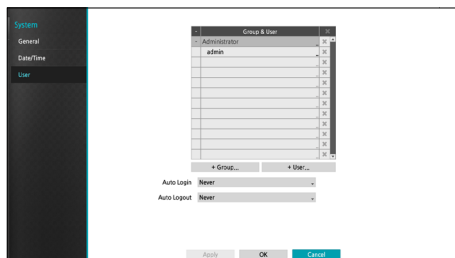 System
General
Date/Time
User
- Group & User ×
- Administrator ×
admin ×
×
×
×
×
×
×
×
×
×
+ Group... + User...
Auto Login Never
Auto Logout Never
Apply OK Cancel